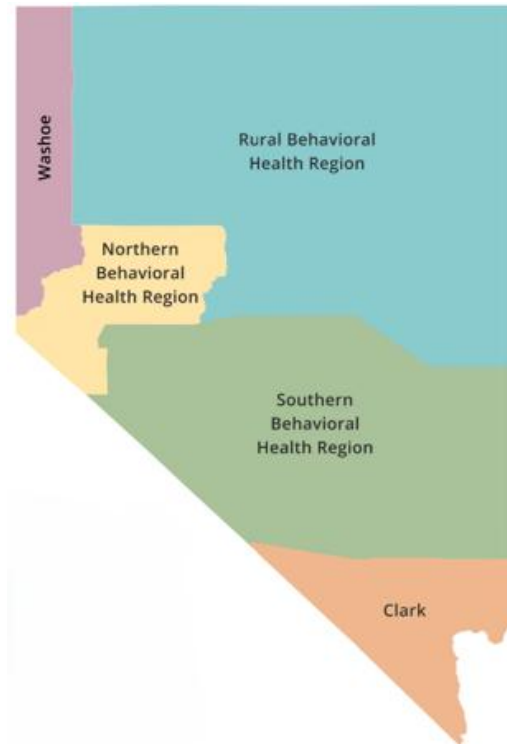 Washoe
Rural Behavioral
Health Region
Northern
Behavioral
Health Region
Southern
Behavioral
Health Region
Clark